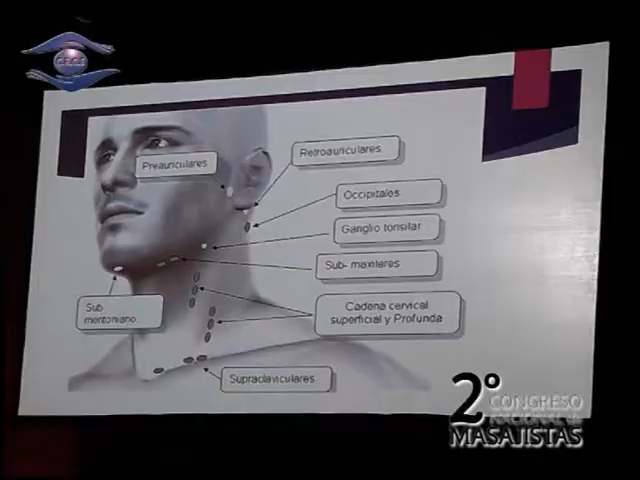 Preauriculares
Retroauriculares.
Occipitales
Ganglio tonsilar
Sub- maxilares
Cadena cervical
superficial y Profunda
Sub
mentoniano
Supraclaviculares
2°
CONGRESO
MASAJISTAS